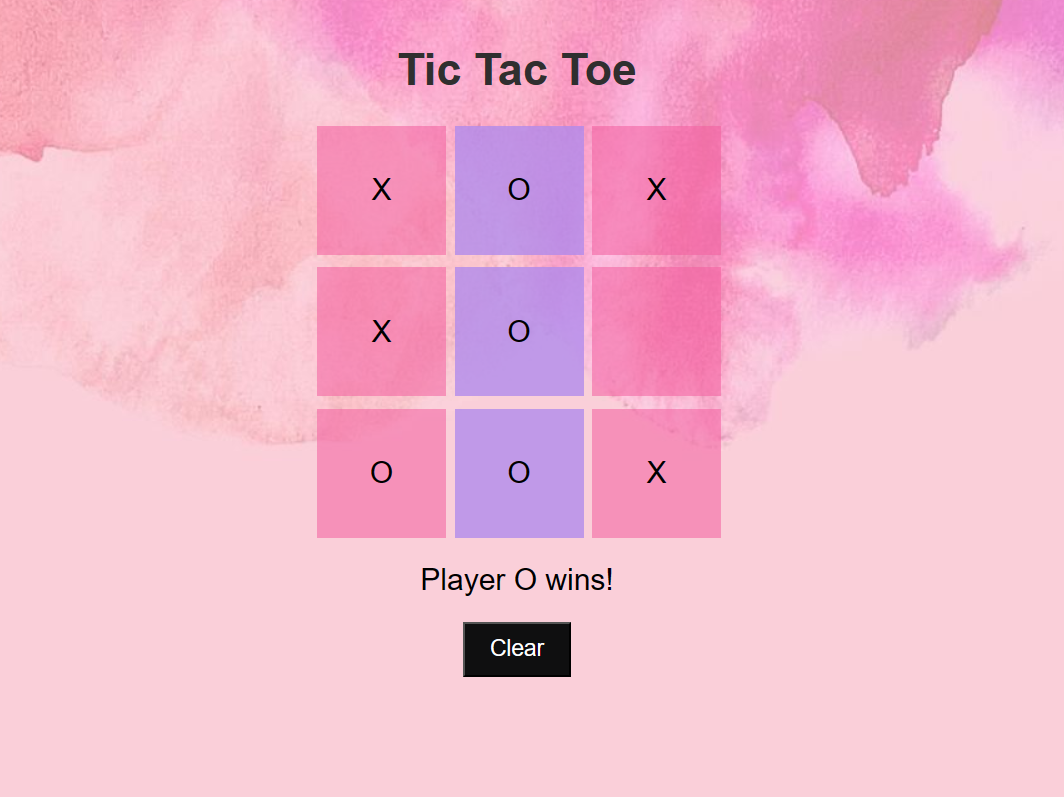 Tic Tac Toe
X O X
X O
O O X
Player O wins!
Clear